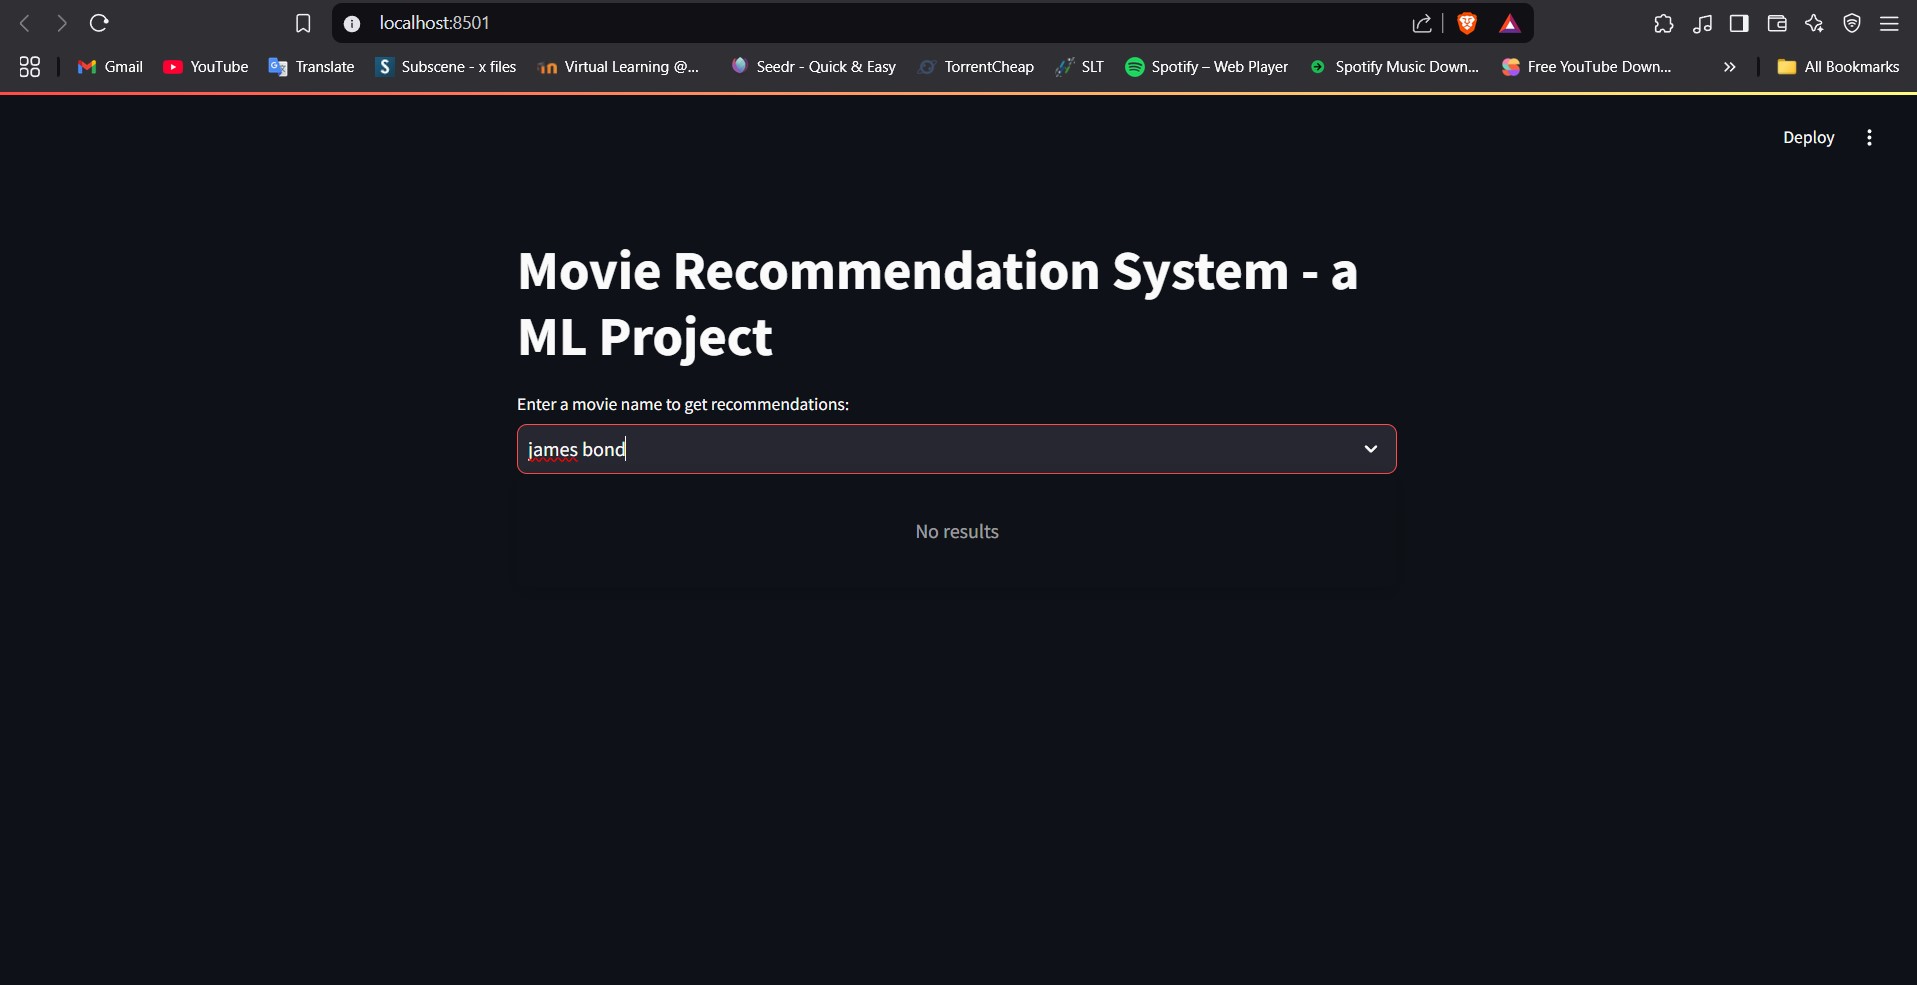 localhost:8501
Gmail YouTube Translate Subscene - x files Virtual Learning @... Seedr - Quick & Easy TorrentCheap SLT Spotify – Web Player Spotify Music Down... Free YouTube Down... » All Bookmarks
Deploy
Movie Recommendation System - a
ML Project
Enter a movie name to get recommendations:
james bond
No results